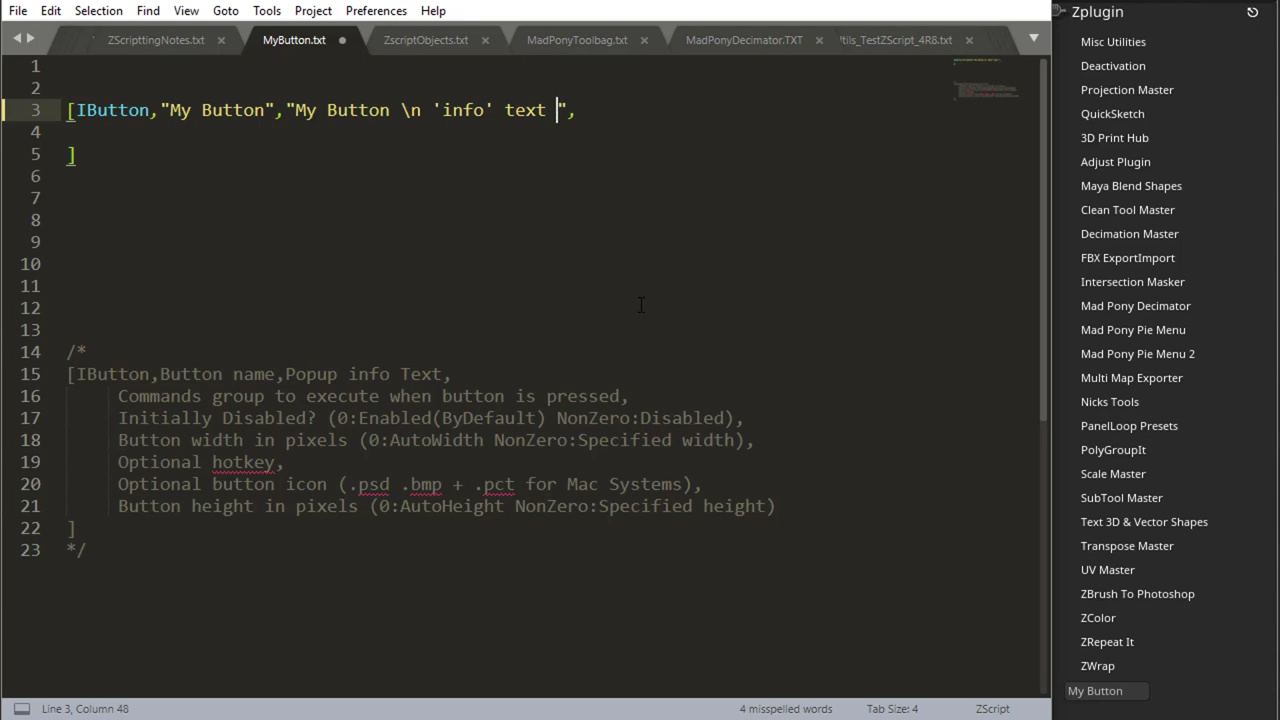 File Edit Selection Find View Goto Tools Project Preferences Help
ZScripttingNotes.txt MyButton.txt ZscriptObjects.txt MadPonyToolbag.txt MadPonyDecimator.TXT Itils_TestZScript_4R8.txt
1
2
3 [IButton,"My Button","My Button \n 'info' text ",
4
5 ]
6
7
8
9
10
11
12
13
14 /*
15 [IButton,Button name,Popup info Text,
16 Commands group to execute when button is pressed,
17 Initially Disabled? (0:Enabled(ByDefault) NonZero:Disabled),
18 Button width in pixels (0:AutoWidth NonZero:Specified width),
19 Optional hotkey,
20 Optional button icon (.psd .bmp + .pct for Mac Systems),
21 Button height in pixels (0:AutoHeight NonZero:Specified height)
22 ]
23 */
Line 3, Column 48 4 misspelled words Tab Size: 4 ZScript
Zplugin
Misc Utilities
Deactivation
Projection Master
QuickSketch
3D Print Hub
Adjust Plugin
Maya Blend Shapes
Clean Tool Master
Decimation Master
FBX ExportImport
Intersection Masker
Mad Pony Decimator
Mad Pony Pie Menu
Mad Pony Pie Menu 2
Multi Map Exporter
Nicks Tools
PanelLoop Presets
PolyGroupIt
Scale Master
SubTool Master
Text 3D & Vector Shapes
Transpose Master
UV Master
ZBrush To Photoshop
ZColor
ZRepeat It
ZWrap
My Button